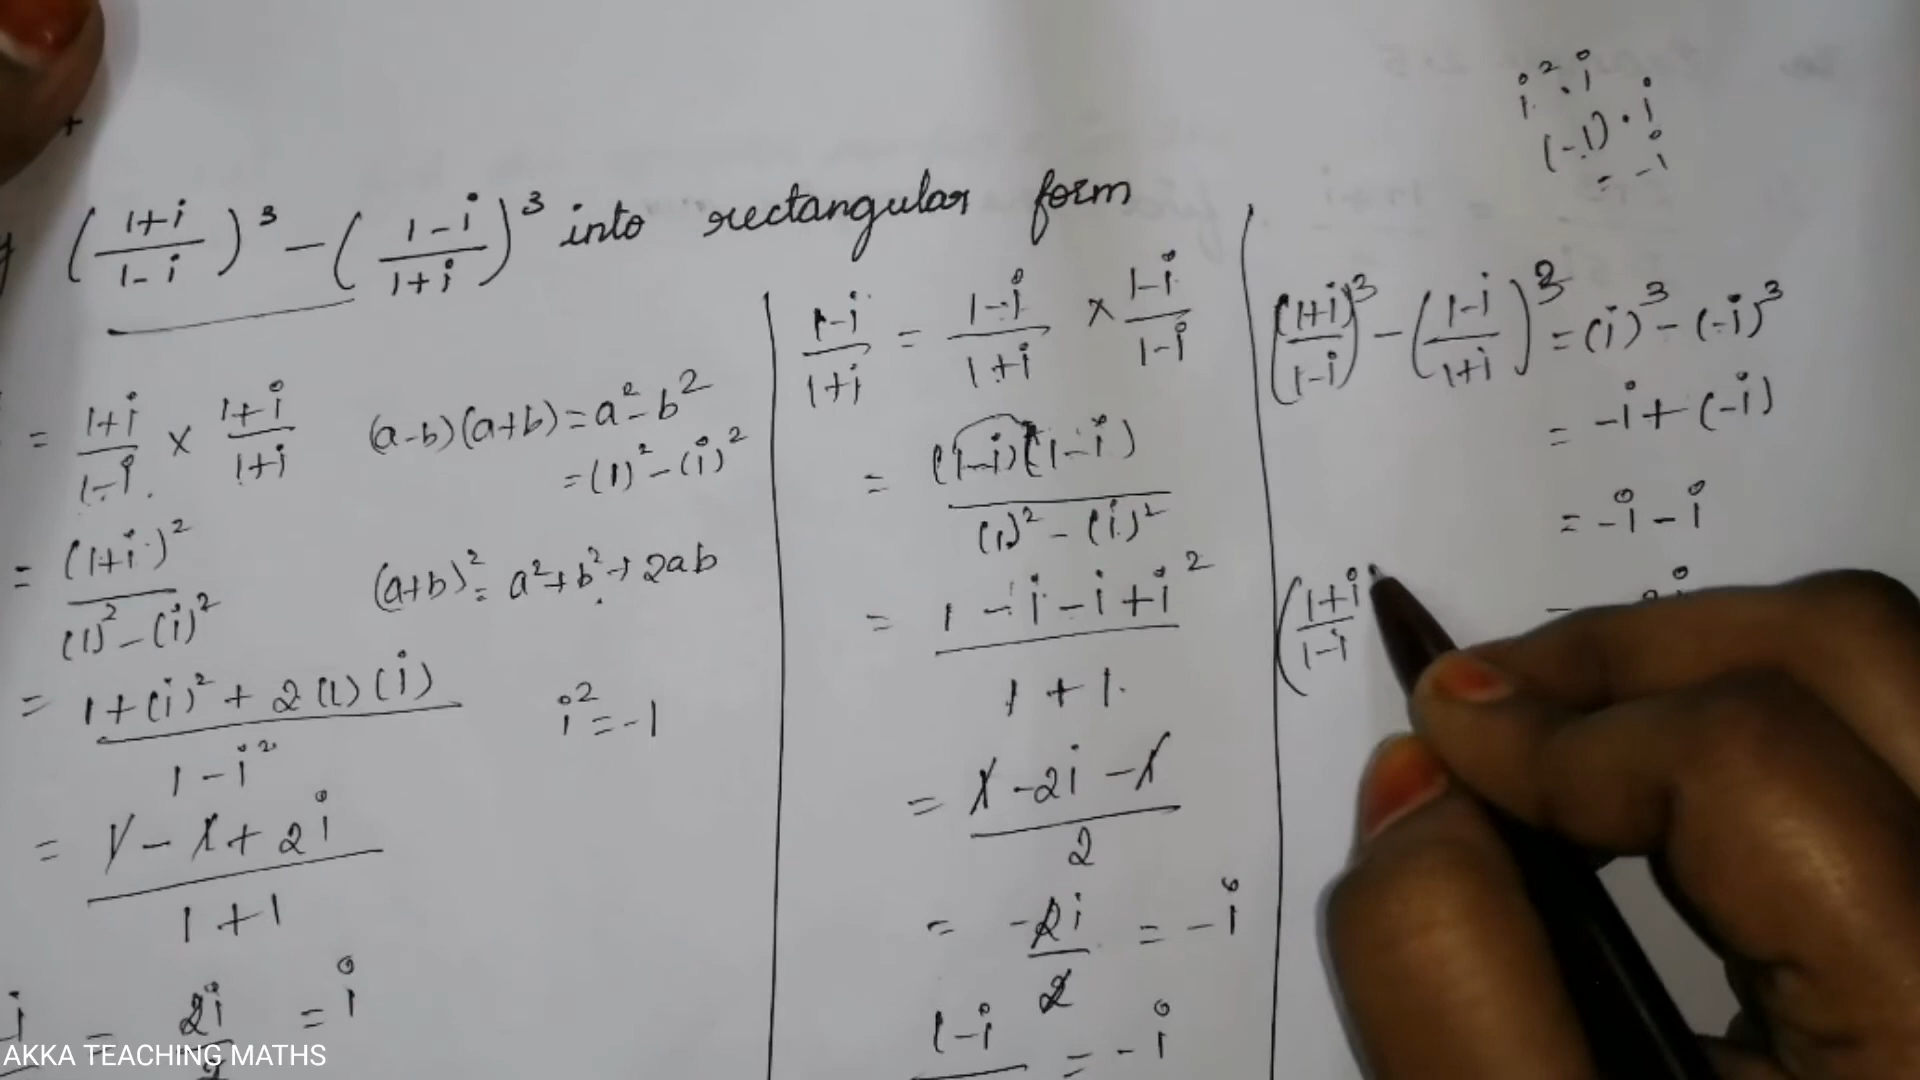 (1+i/1-i)³ - (1-i/1+i)³ into rectangular form
= 1+i/1-i × 1+i/1+i
(a-b)(a+b) = a² - b²
= (1)² - (i)²
= (1+i)²/(1)² - (i)²
(a+b)² = a² + b² + 2ab
= 1+(i)² + 2(1)(i)/1 - i²
i² = -1
= 1 - 1 + 2i/1+1
= 2i/2 = i
1-i/1+i = 1-i/1+i × 1-i/1-i
= (1-i)(1-i)/(1)² - (i)²
= 1 - i - i + i²/1+1
= 1 - 2i - 1/2
= -2i/2 = -i
1-i = -i
i² . i
(-1) . i
= -i
((1+i)/1-i)³ - (1-i/1+i)³ = (i)³ - (-i)³
= -i + (-i)
= -i - i
(1+i/1-i
AKKA TEACHING MATHS